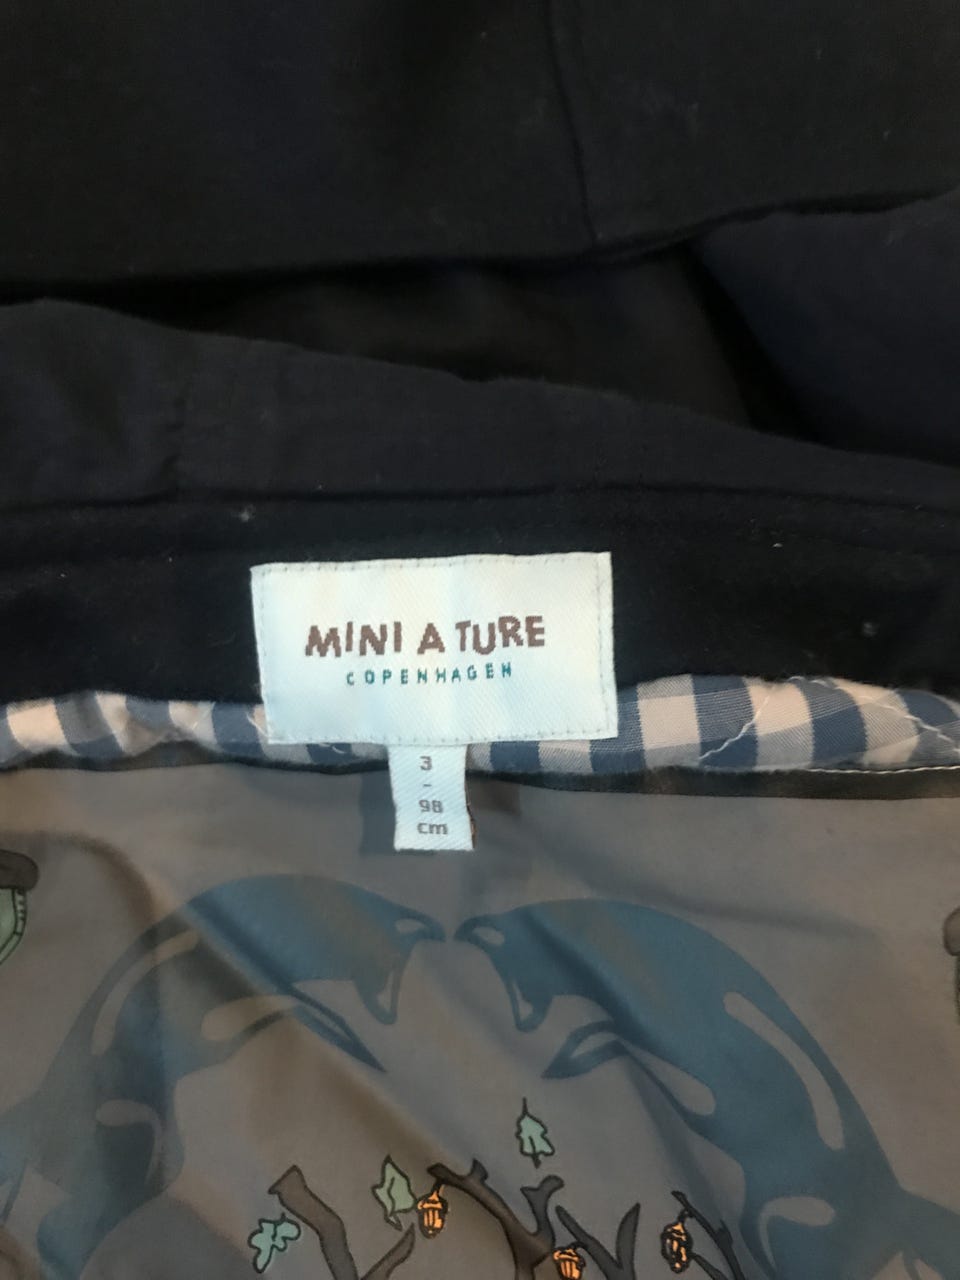 MINI A TURE
COPENHAGEN
3
-
98
cm